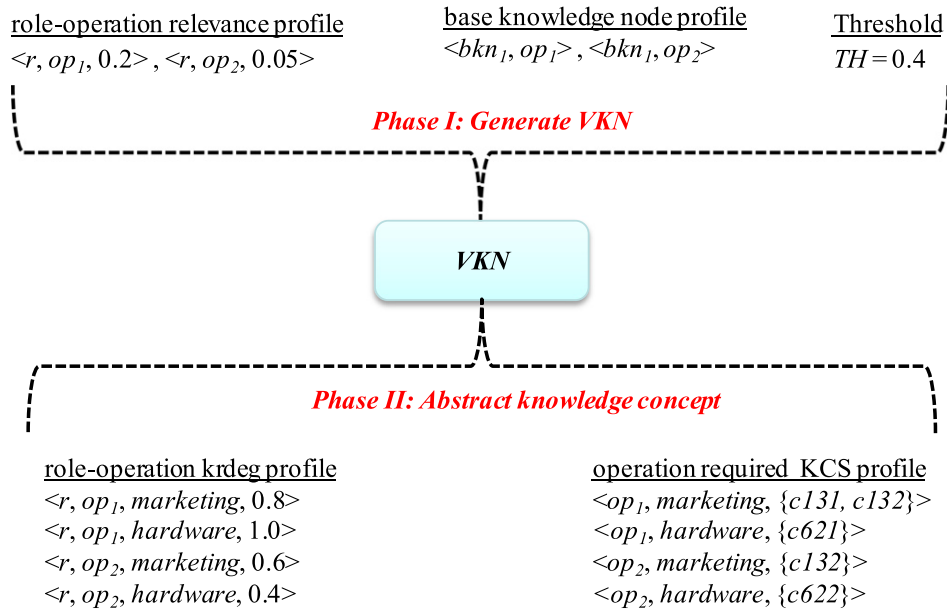 role-operation relevance profile
<r, op1, 0.2> , <r, op2, 0.05>
base knowledge node profile
<bkn1, op1> , <bkn1, op2>
Threshold
TH = 0.4
Phase I: Generate VKN
VKN
Phase II: Abstract knowledge concept
role-operation krdeg profile
<r, op1, marketing, 0.8>
<r, op1, hardware, 1.0>
<r, op2, marketing, 0.6>
<r, op2, hardware, 0.4>
operation required KCS profile
<op1, marketing, {c131, c132}>
<op1, hardware, {c621}>
<op2, marketing, {c132}>
<op2, hardware, {c622}>